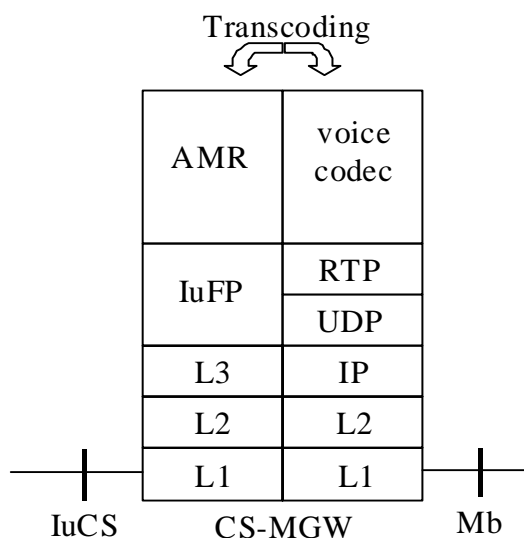 Transcoding
AMR
voice
codec
IuFP
RTP
UDP
L3
IP
L2
L2
L1
L1
IuCS
CS-MGW
Mb